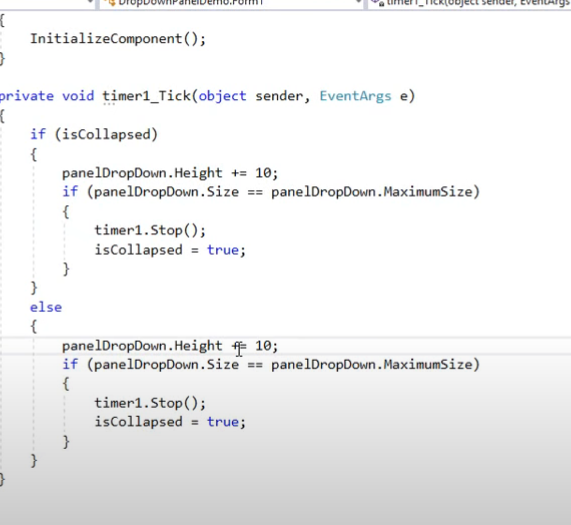 DropDownPanelDemo.Form1 timer1_Tick(object sender, EventArgs
{
InitializeComponent();
}
private void timer1_Tick(object sender, EventArgs e)
{
if (isCollapsed)
{
panelDropDown.Height += 10;
if (panelDropDown.Size == panelDropDown.MaximumSize)
{
timer1.Stop();
isCollapsed = true;
}
}
else
{
panelDropDown.Height += 10;
if (panelDropDown.Size == panelDropDown.MaximumSize)
{
timer1.Stop();
isCollapsed = true;
}
}
}